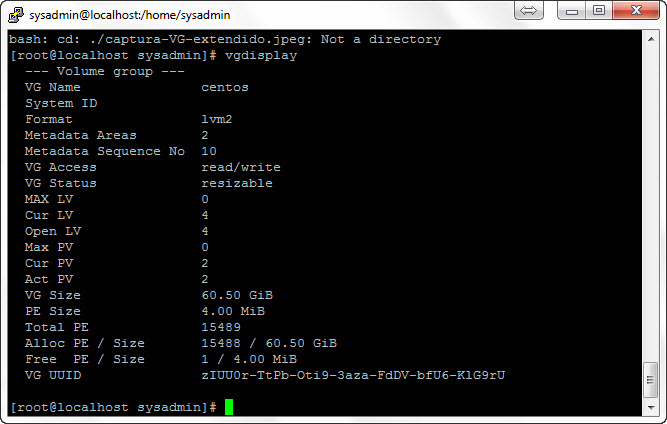 sysadmin@localhost:/home/sysadmin
bash: cd: ./captura-VG-extendido.jpeg: Not a directory
[root@localhost sysadmin]# vgdisplay
  --- Volume group ---
  VG Name               centos
  System ID
  Format                lvm2
  Metadata Areas        2
  Metadata Sequence No  10
  VG Access             read/write
  VG Status             resizable
  MAX LV                0
  Cur LV                4
  Open LV               4
  Max PV                0
  Cur PV                2
  Act PV                2
  VG Size               60.50 GiB
  PE Size               4.00 MiB
  Total PE              15489
  Alloc PE / Size       15488 / 60.50 GiB
  Free  PE / Size       1 / 4.00 MiB
  VG UUID               zIUU0r-TtPb-Oti9-3aza-FdDV-bfU6-KlG9rU
[root@localhost sysadmin]#